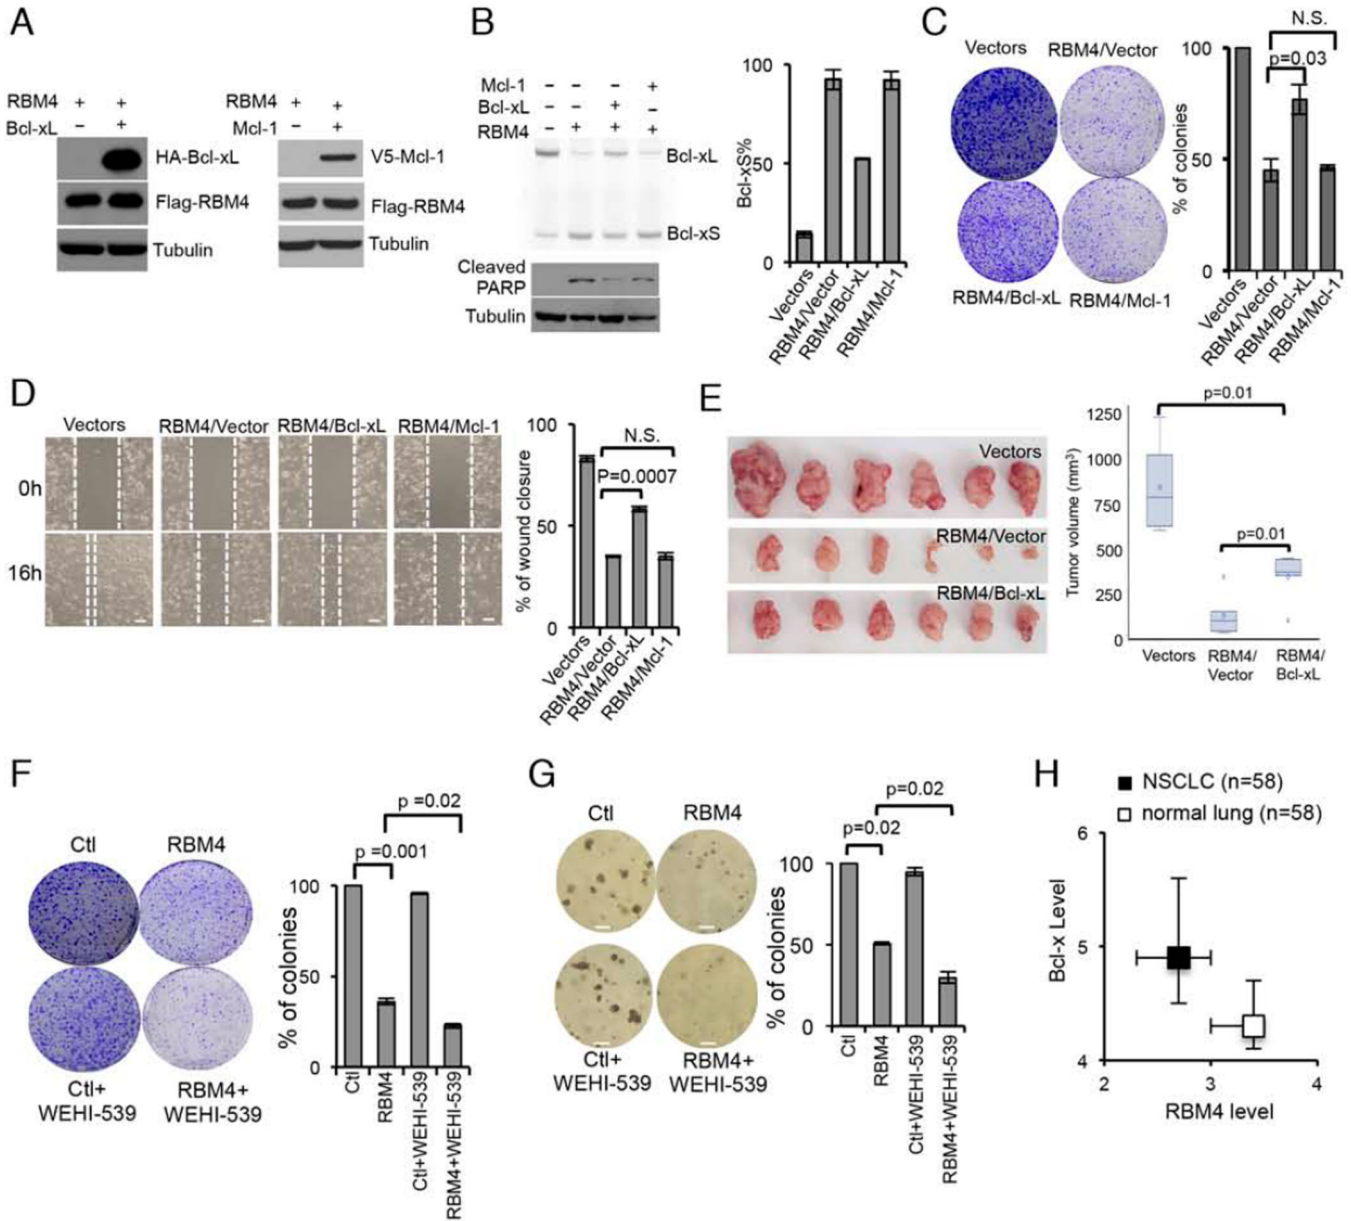 A
RBM4 + +
Bcl-xL − +
HA-Bcl-xL
Flag-RBM4
Tubulin
RBM4 + +
Mcl-1 − +
V5-Mcl-1
Flag-RBM4
Tubulin
B
Mcl-1 − − − +
Bcl-xL − − + −
RBM4 − + + +
Bcl-xL
Bcl-xS
Cleaved
PARP
Tubulin
Bcl-xS%
100
50
0
Vectors
RBM4/Vector
RBM4/Bcl-xL
RBM4/Mcl-1
C
Vectors
RBM4/Vector
RBM4/Bcl-xL
RBM4/Mcl-1
% of colonies
100
50
0
N.S.
p=0.03
Vectors
RBM4/Vector
RBM4/Bcl-xL
RBM4/Mcl-1
D
Vectors
RBM4/Vector
RBM4/Bcl-xL
RBM4/Mcl-1
0h
16h
% of wound closure
100
50
0
N.S.
P=0.0007
Vectors
RBM4/Vector
RBM4/Bcl-xL
RBM4/Mcl-1
E
Vectors
RBM4/Vector
RBM4/Bcl-xL
Tumor volume (mm³)
1250
1000
750
500
250
0
p=0.01
p=0.01
Vectors
RBM4/
Vector
RBM4/
Bcl-xL
F
Ctl
RBM4
Ctl+
WEHI-539
RBM4+
WEHI-539
% of colonies
100
50
0
p =0.02
p =0.001
Ctl
RBM4
Ctl+WEHI-539
RBM4+WEHI-539
G
Ctl
RBM4
Ctl+
WEHI-539
RBM4+
WEHI-539
% of colonies
100
50
0
p=0.02
p=0.02
Ctl
RBM4
Ctl+WEHI-539
RBM4+WEHI-539
H
NSCLC (n=58)
normal lung (n=58)
Bcl-x Level
6
5
4
2
3
4
RBM4 level